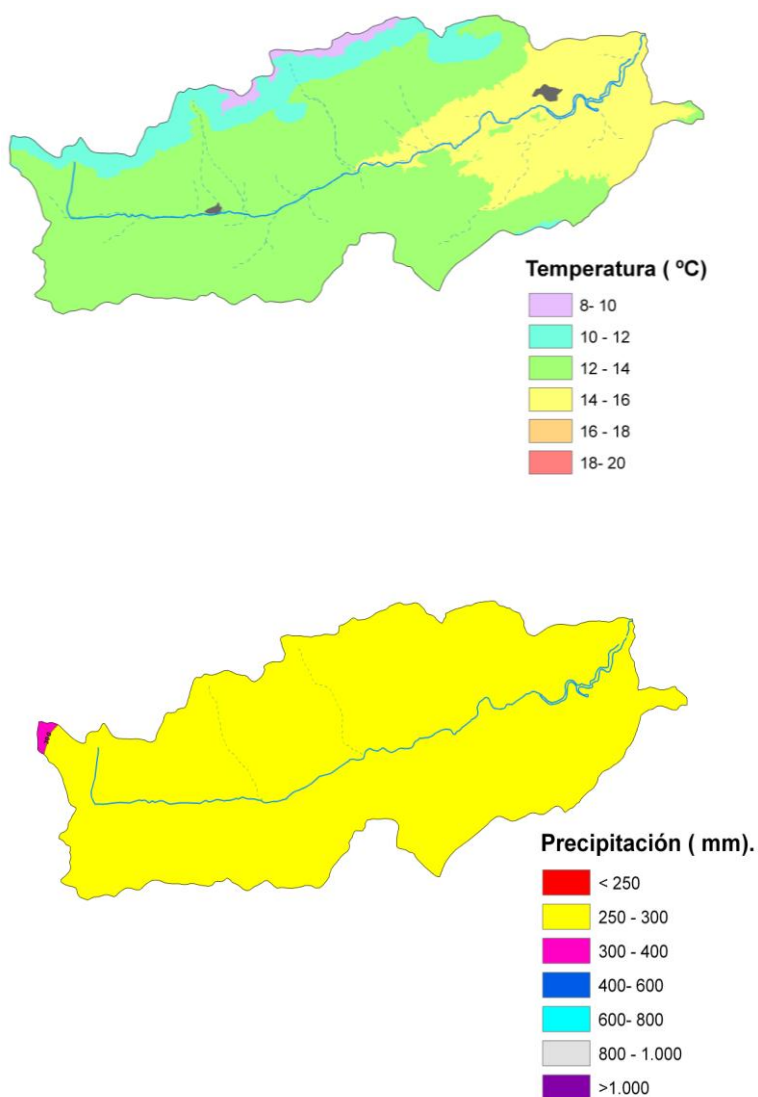 Temperatura ( ºC)
8- 10
10 - 12
12 - 14
14 - 16
16 - 18
18- 20
Precipitación ( mm).
< 250
250 - 300
300 - 400
400- 600
600- 800
800 - 1.000
>1.000